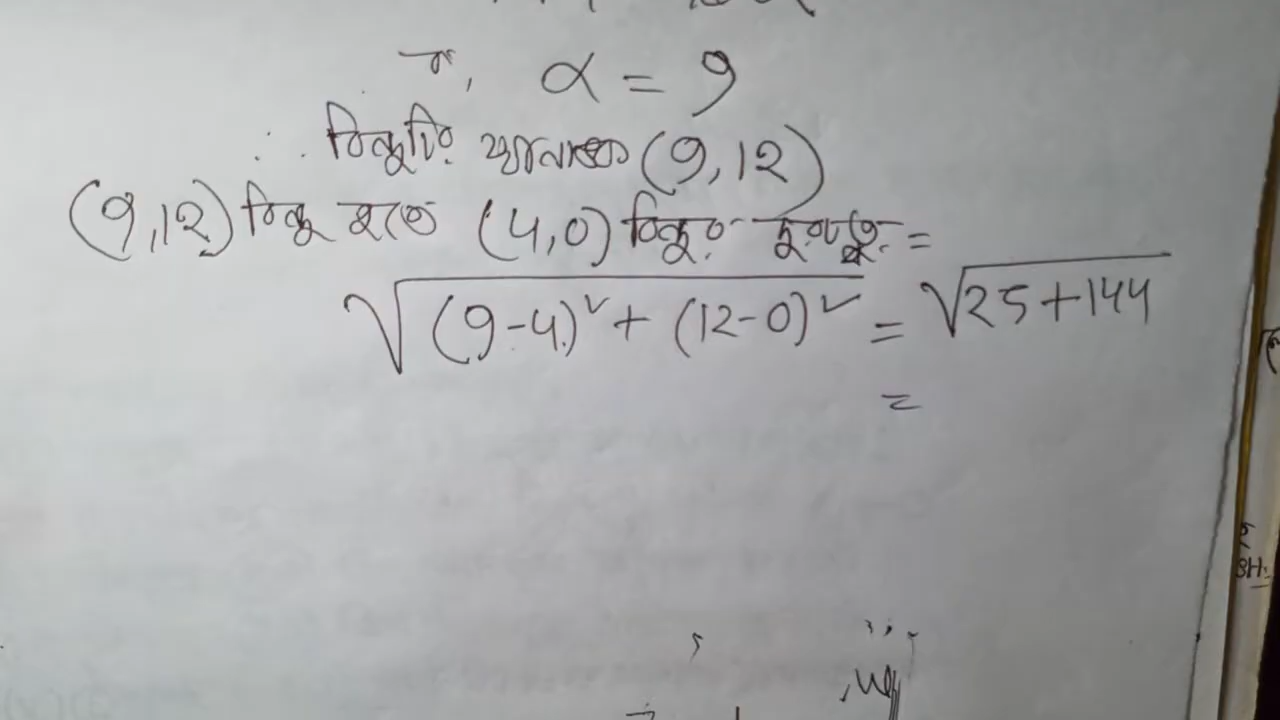 বা, α = 9
∴ বিন্দুটির স্থানাঙ্ক (9,12)
(9,12) বিন্দু হতে (4,0) বিন্দুর দূরত্ব =
√(9-4)² + (12-0)² = √25+144
=